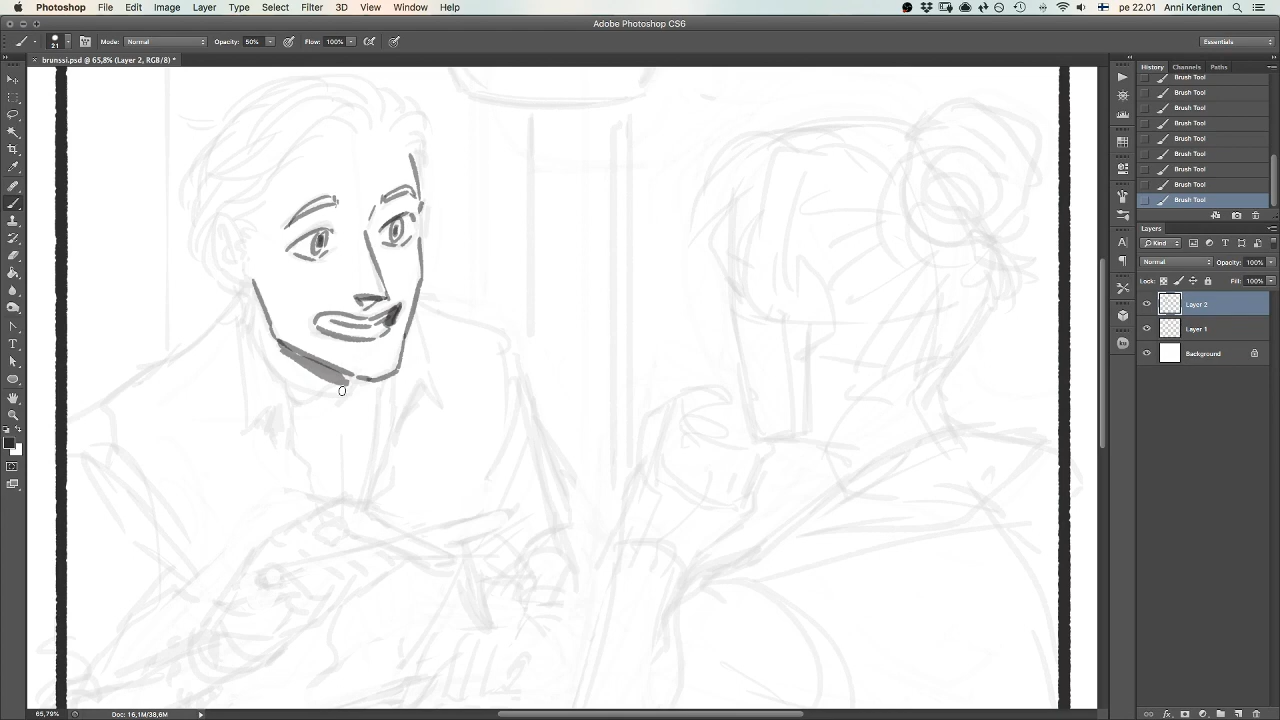 Photoshop File Edit Image Layer Type Select Filter 3D View Window Help pe 22.01 Anni Keränen
Adobe Photoshop CS6
21 Mode: Normal Opacity: 50% Flow: 100% Essentials
× brunssi.psd @ 65,8% (Layer 2, RGB/8) *
History Channels Paths
Brush Tool
Brush Tool
Brush Tool
Brush Tool
Brush Tool
Brush Tool
Brush Tool
Brush Tool
Brush Tool
Layers
Kind
Normal Opacity: 100%
Lock: Fill: 100%
Layer 2
Layer 1
Background
65,79% Doc: 16,1M/38,6M